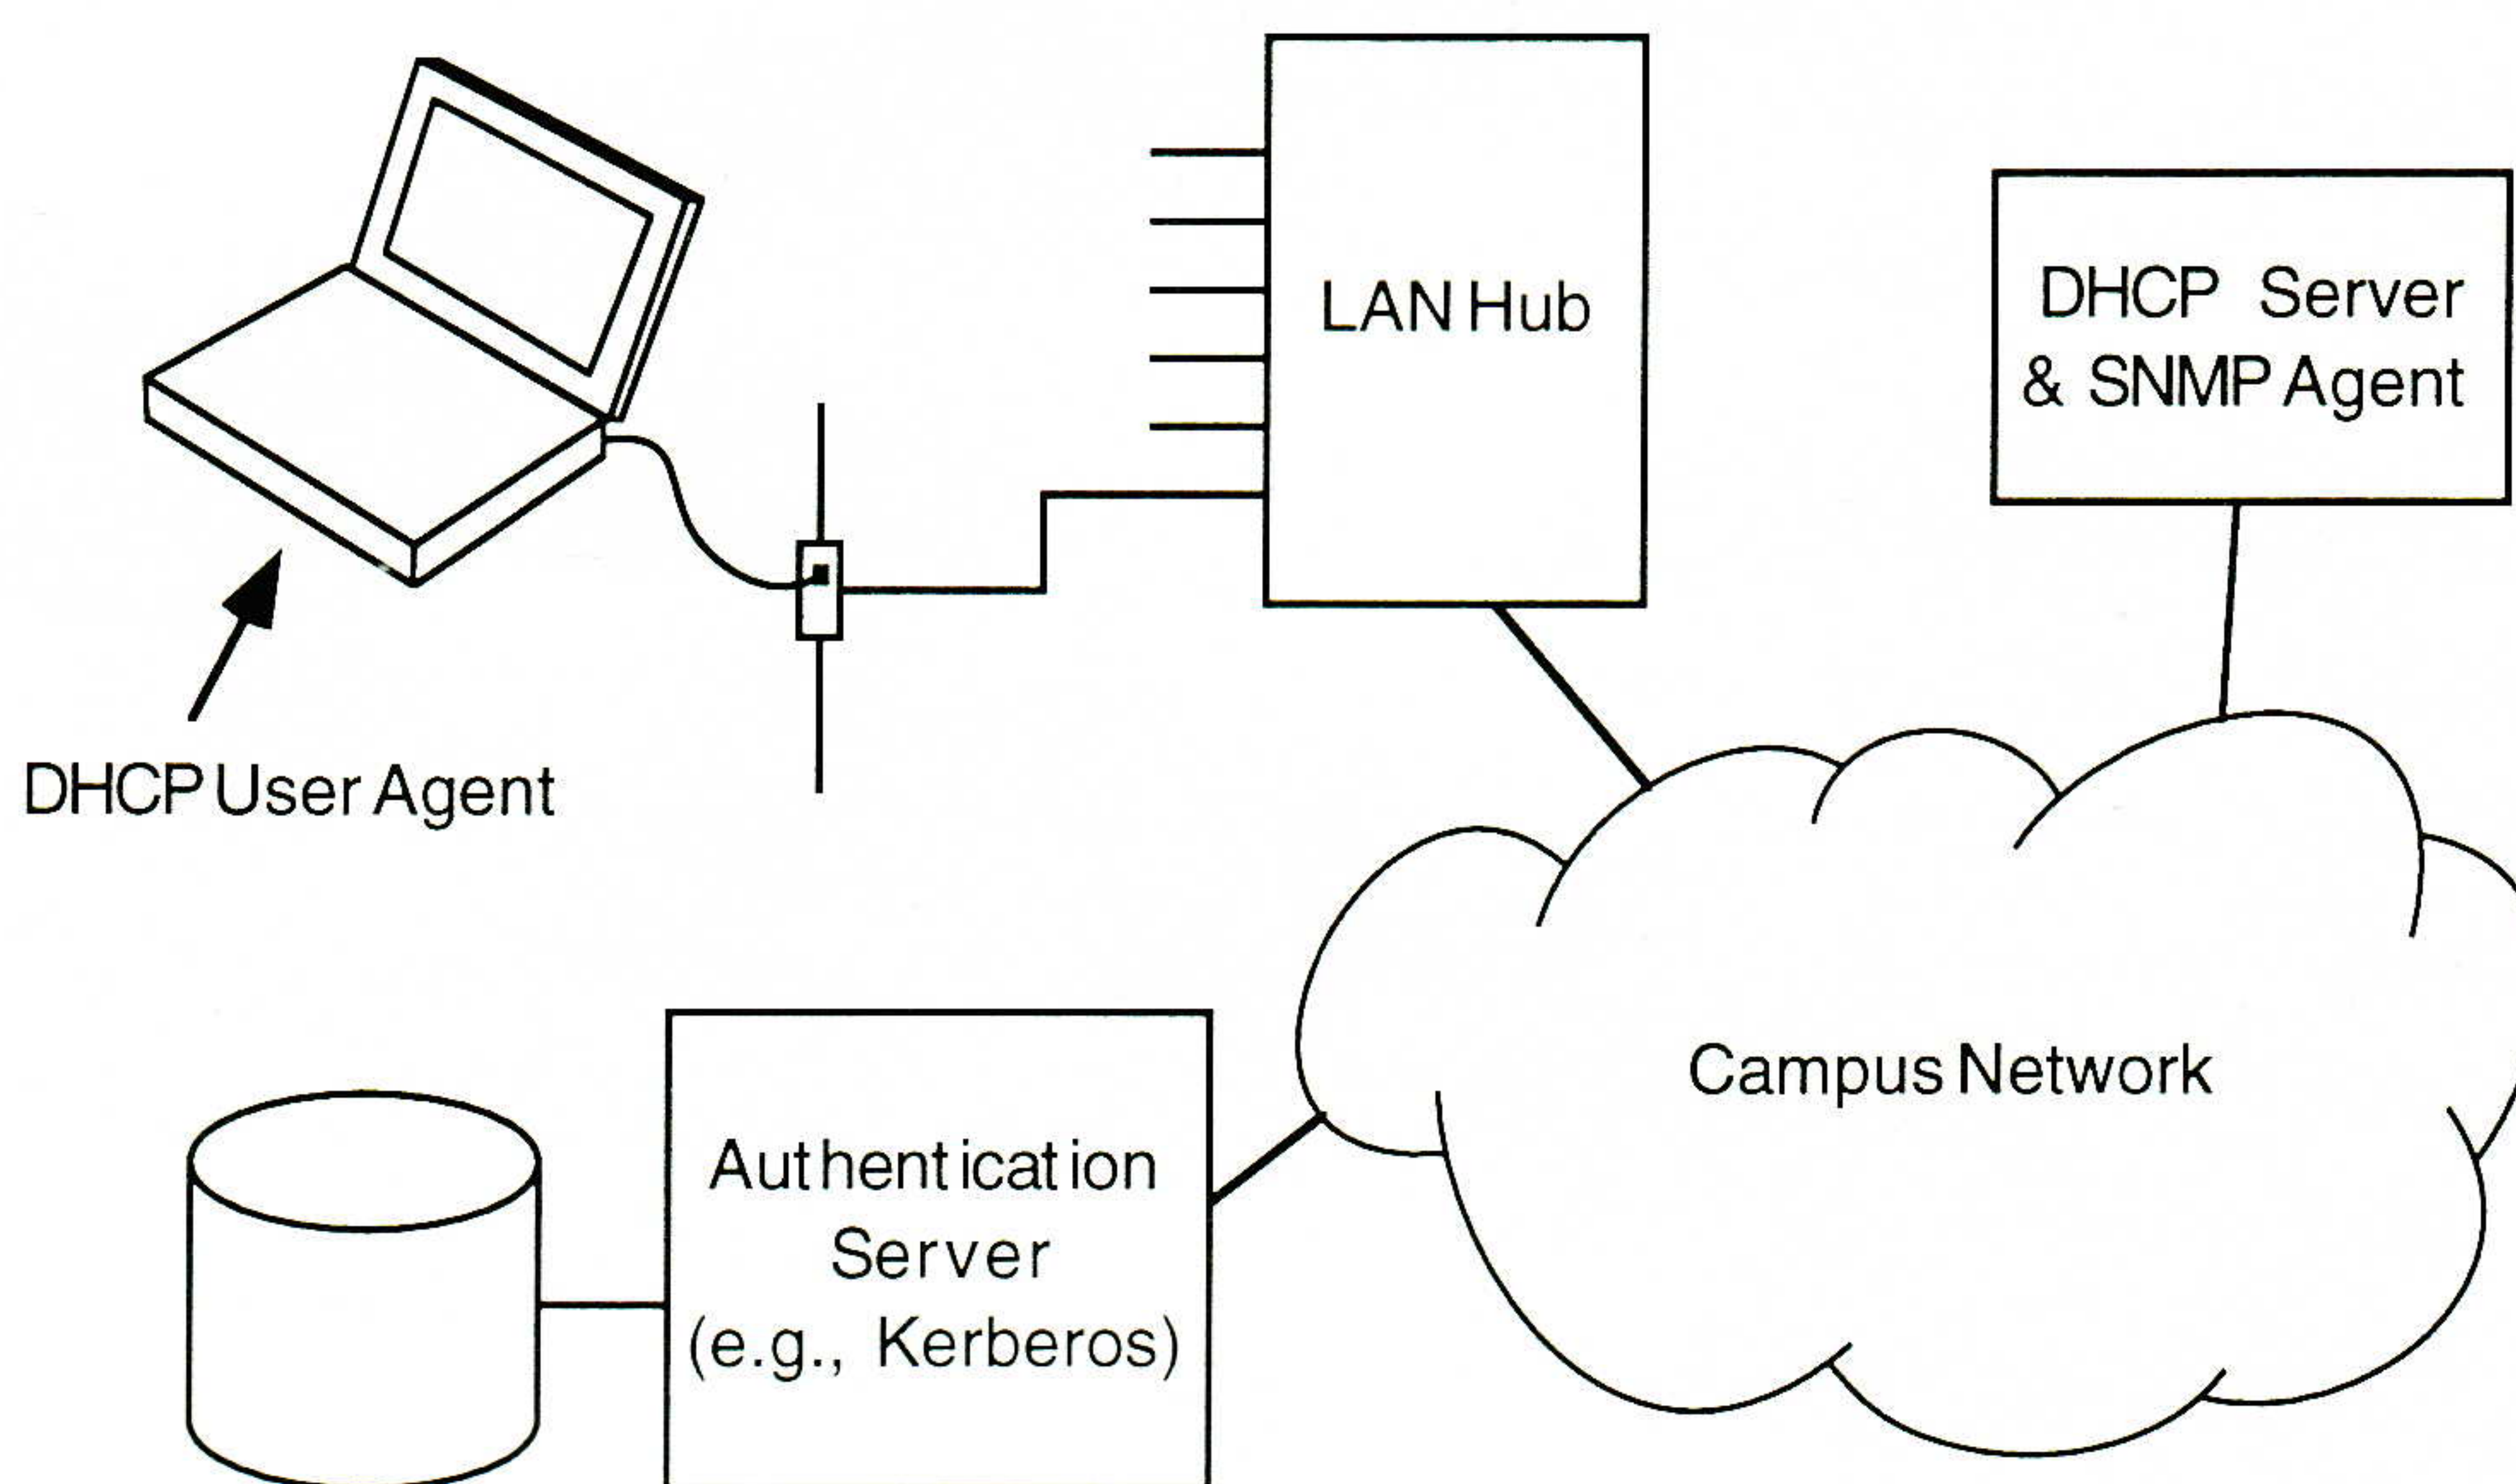 LAN Hub
DHCP Server
& SNMP Agent
DHCP User Agent
Campus Network
Authentication
Server
(e.g., Kerberos)